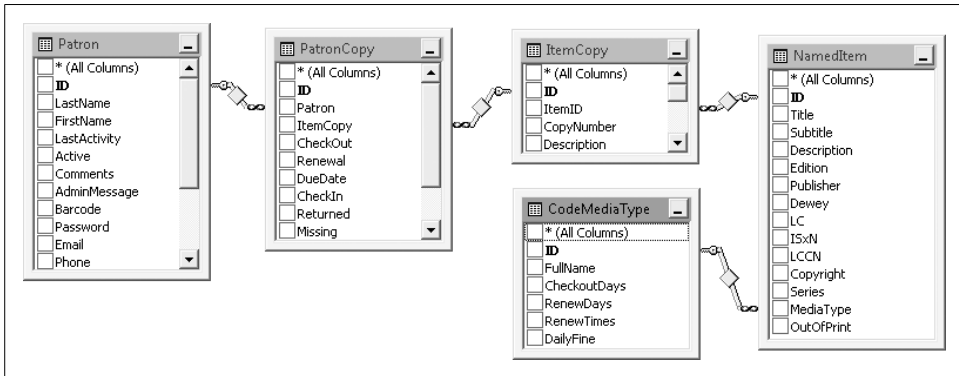 Patron
* (All Columns)
ID
LastName
FirstName
LastActivity
Active
Comments
AdminMessage
Barcode
Password
Email
Phone
PatronCopy
* (All Columns)
ID
Patron
ItemCopy
CheckOut
Renewal
DueDate
CheckIn
Returned
Missing
ItemCopy
* (All Columns)
ID
ItemID
CopyNumber
Description
CodeMediaType
* (All Columns)
ID
FullName
CheckoutDays
RenewDays
RenewTimes
DailyFine
NamedItem
* (All Columns)
ID
Title
Subtitle
Description
Edition
Publisher
Dewey
LC
ISxN
LCCN
Copyright
Series
MediaType
OutOfPrint